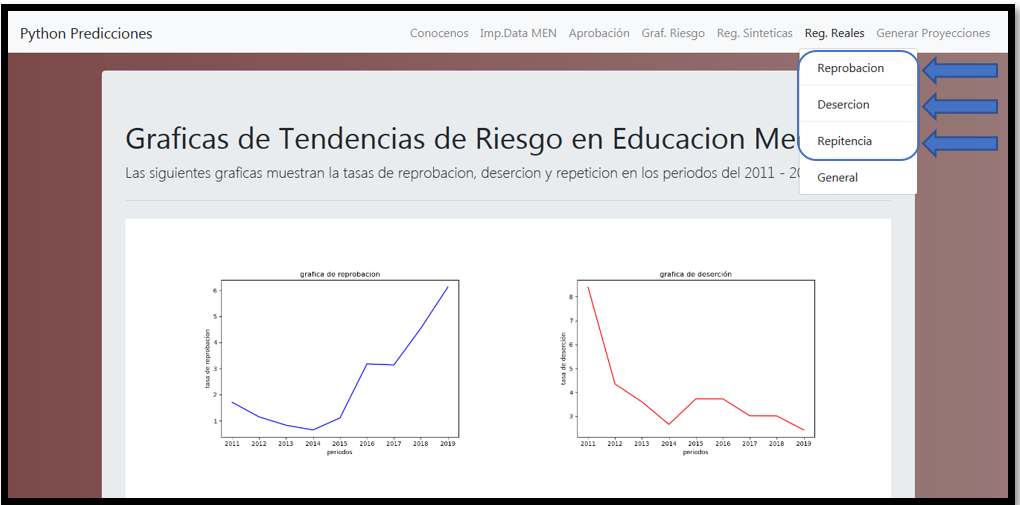 Python Predicciones
Conocenos Imp.Data MEN Aprobación Graf. Riesgo Reg. Sinteticas Reg. Reales Generar Proyecciones
Reprobacion
Desercion
Repitencia
General
Graficas de Tendencias de Riesgo en Educacion
Las siguientes graficas muestran la tasas de reprobacion, desercion y repeticion en los periodos del 2011 -
grafica de reprobacion
tasa de reprobacion
6
5
4
3
2
1
2011 2012 2013 2014 2015 2016 2017 2018 2019
periodos
grafica de deserción
tasa de deserción
8
7
6
5
4
3
2011 2012 2013 2014 2015 2016 2017 2018 2019
periodos